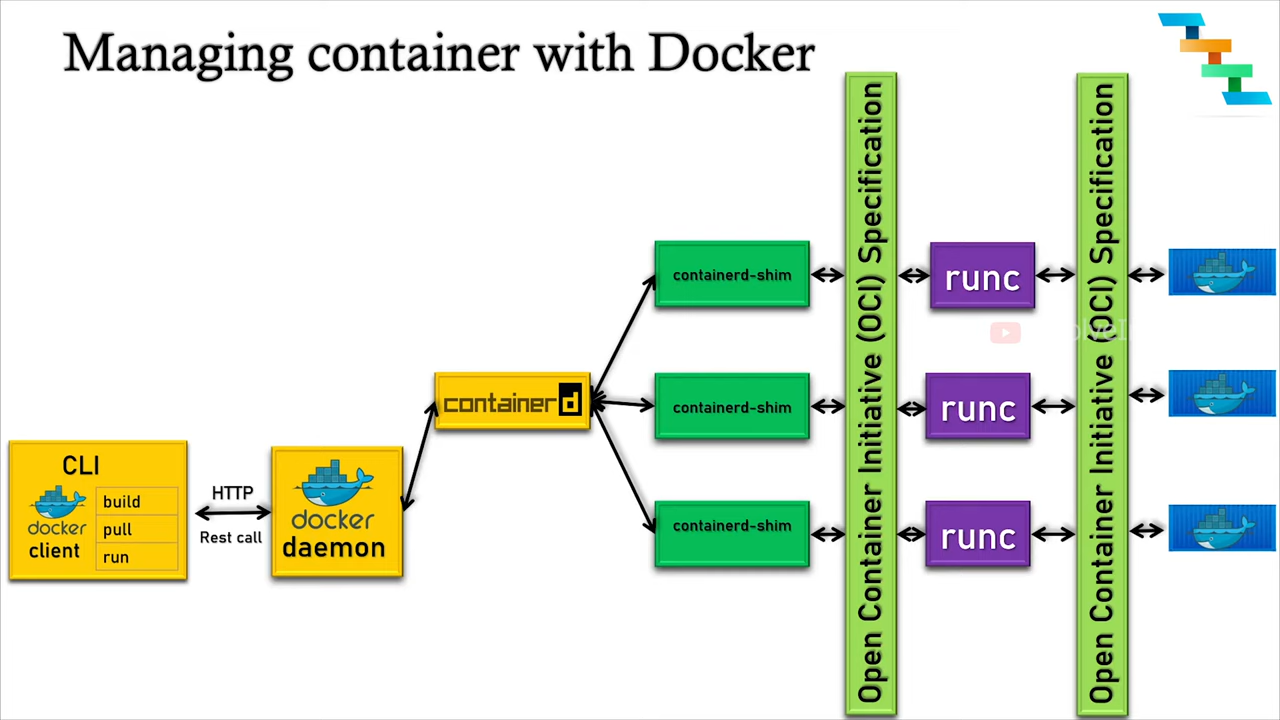 Managing container with Docker
CLI
docker
client
build
pull
run
HTTP
Rest call
docker
daemon
containerd
containerd-shim
containerd-shim
containerd-shim
Open Container Initiative (OCI) Specification
runc
runc
runc
Open Container Initiative (OCI) Specification